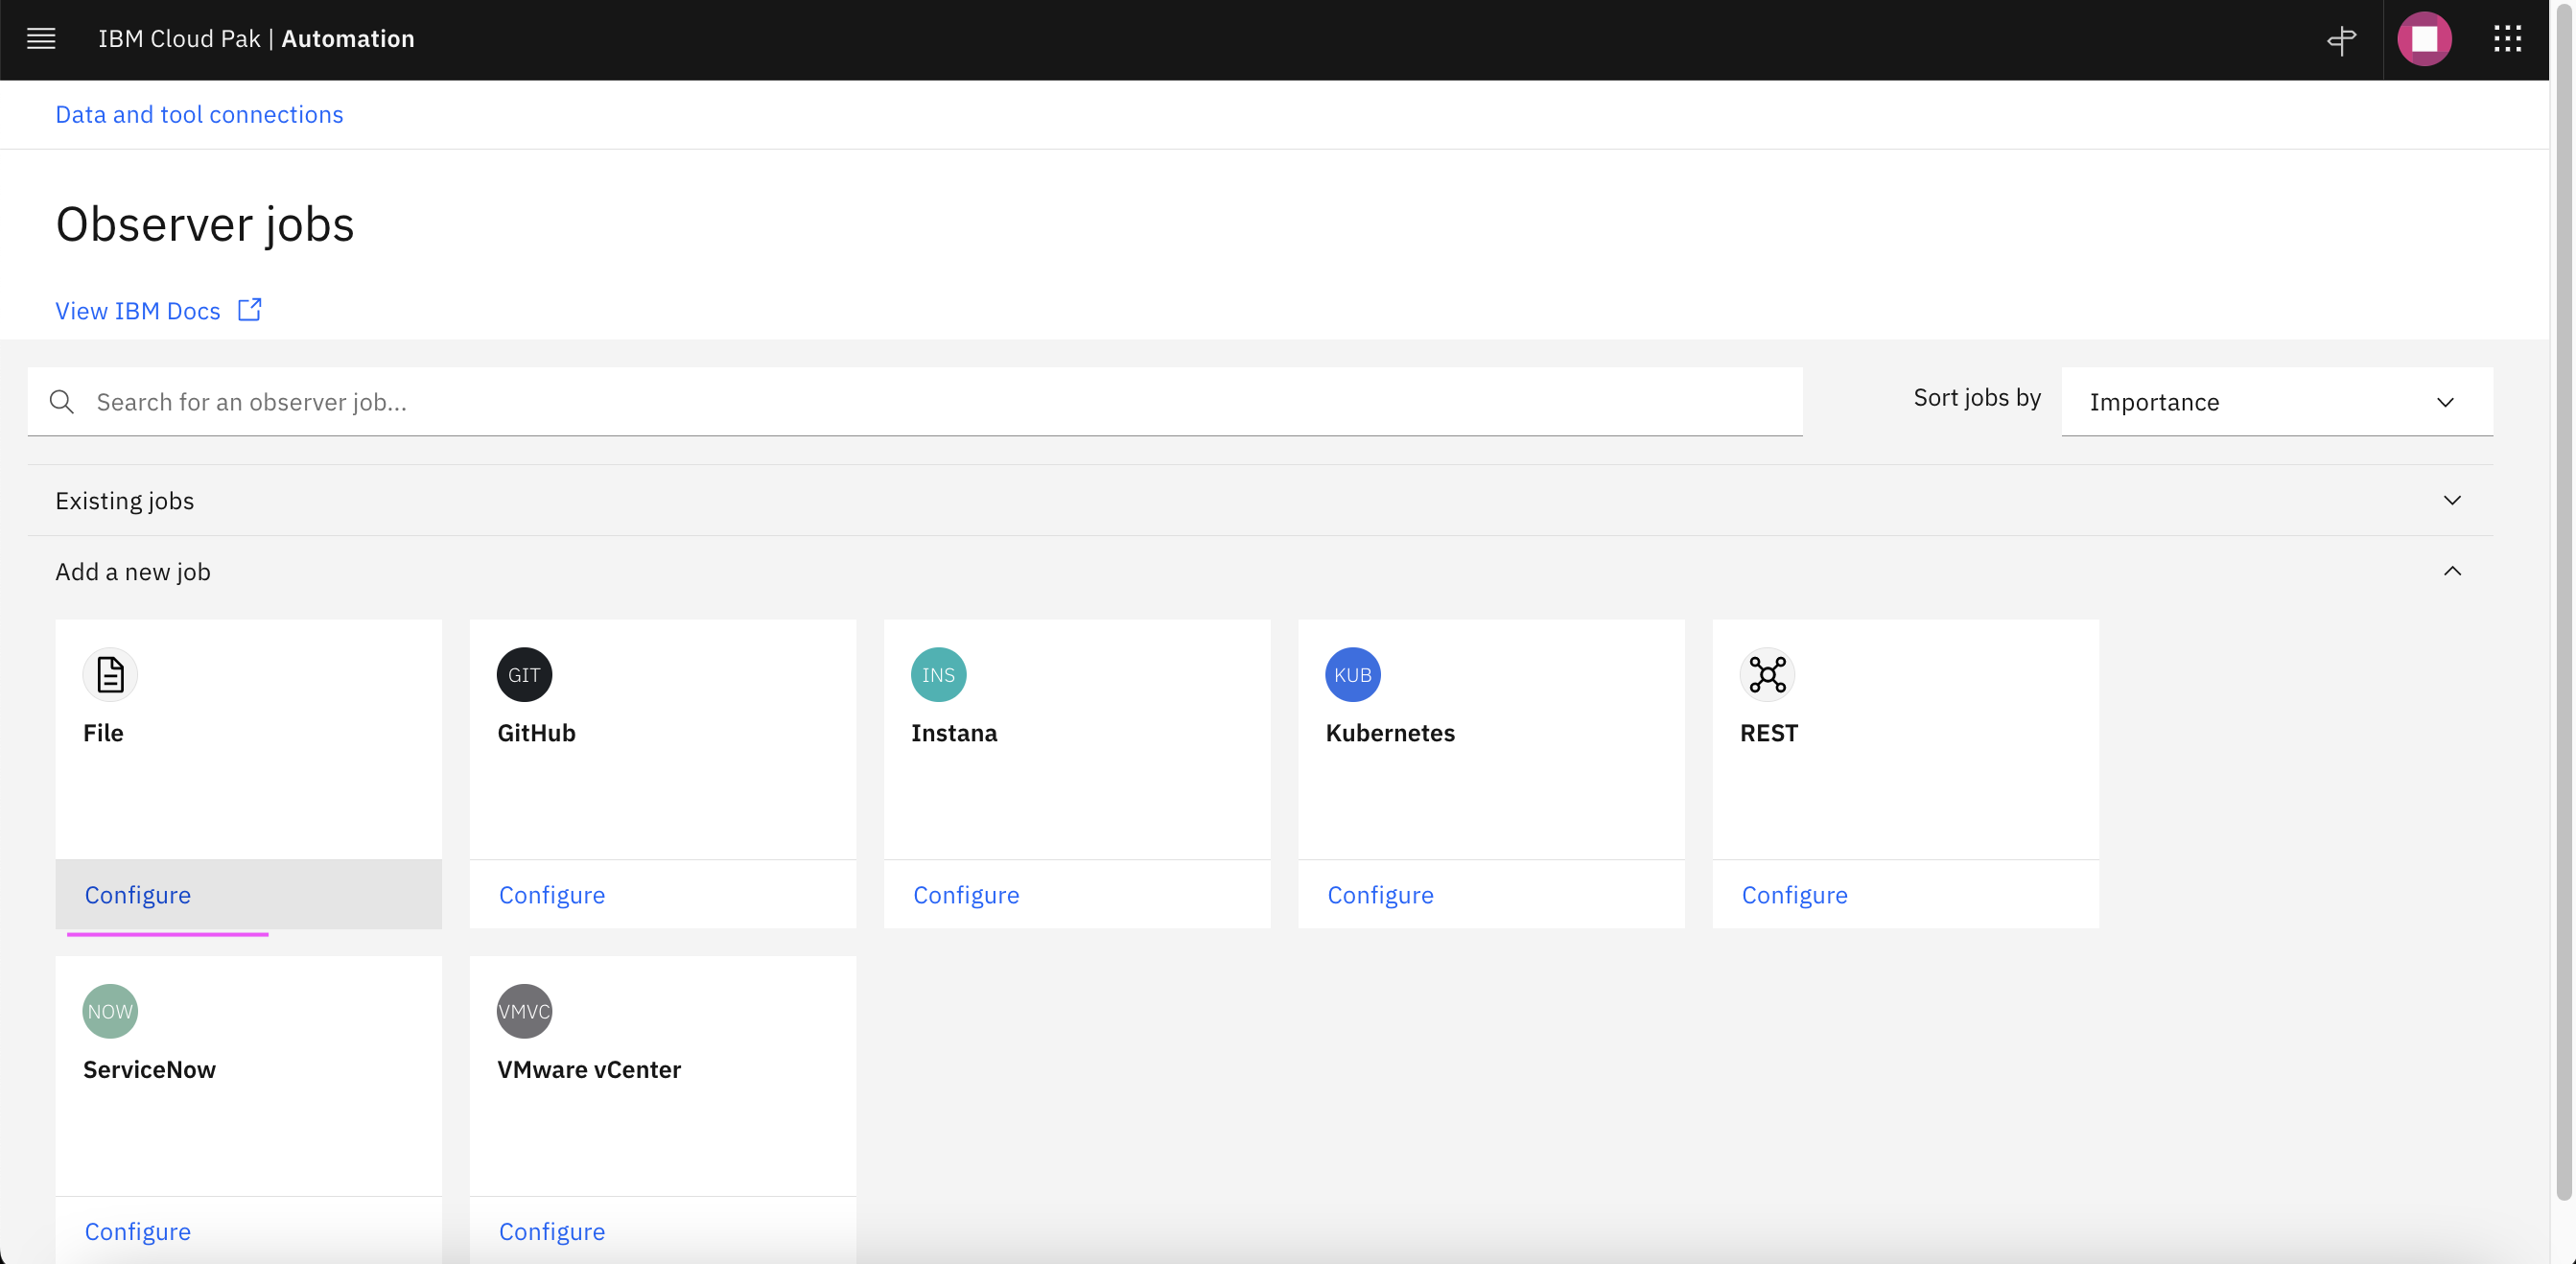 IBM Cloud Pak | Automation
Data and tool connections
Observer jobs
View IBM Docs
Search for an observer job...
Sort jobs by
Importance
Existing jobs
Add a new job
File
Configure
GIT
GitHub
Configure
INS
Instana
Configure
KUB
Kubernetes
Configure
REST
Configure
NOW
ServiceNow
Configure
VMVC
VMware vCenter
Configure